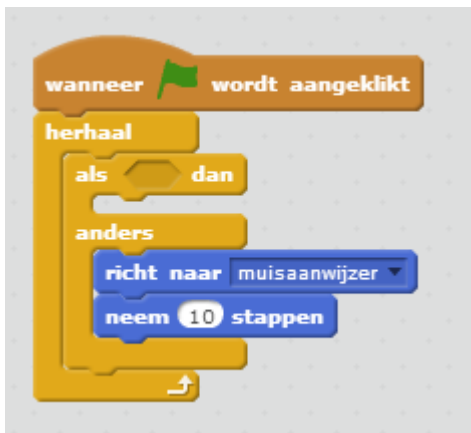 wanneer wordt aangeklikt
herhaal
als dan
anders
richt naar muisaanwijzer
neem 10 stappen